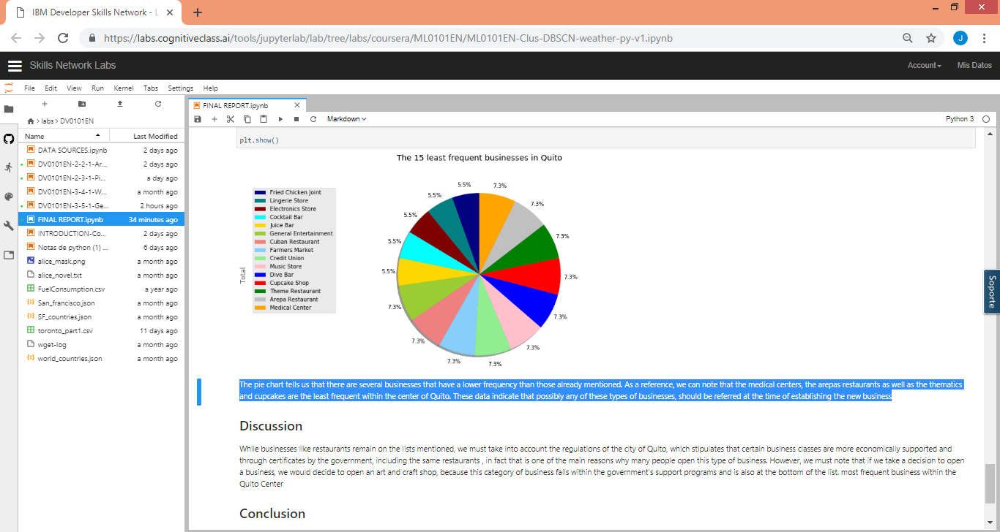 IBM Developer Skills Network - L
https://labs.cognitiveclass.ai/tools/jupyterlab/lab/tree/labs/coursera/ML0101EN/ML0101EN-Clus-DBSCN-weather-py-v1.ipynb
J
Skills Network Labs
Account
Mis Datos
File Edit View Run Kernel Tabs Settings Help
> labs > DV0101EN
Name Last Modified
DATA SOURCES.ipynb 2 days ago
DV0101EN-2-2-1-Ar... 2 days ago
DV0101EN-2-3-1-Pi... a day ago
DV0101EN-3-4-1-W... a month ago
DV0101EN-3-5-1-Ge... 2 hours ago
FINAL REPORT.ipynb 34 minutes ago
INTRODUCTION-Co... 2 days ago
Notas de python (1) ... 6 days ago
alice_mask.png a month ago
alice_novel.txt a month ago
FuelConsumption.csv a year ago
San_francisco.json a month ago
SF_countries.json a month ago
toronto_part1.csv 11 days ago
wget-log a month ago
world_countries.json a month ago
FINAL REPORT.ipynb
Markdown
Python 3
plt.show()
The 15 least frequent businesses in Quito
Total
Fried Chicken Joint
Lingerie Store
Electronics Store
Cocktail Bar
Juice Bar
General Entertainment
Cuban Restaurant
Farmers Market
Credit Union
Music Store
Dive Bar
Cupcake Shop
Theme Restaurant
Arepa Restaurant
Medical Center
5.5%
5.5%
5.5%
5.5%
5.5%
7.3%
7.3%
7.3%
7.3%
7.3%
7.3%
7.3%
7.3%
7.3%
7.3%
The pie chart tells us that there are several businesses that have a lower frequency than those already mentioned. As a reference, we can note that the medical centers, the arepas restaurants as well as the thematics
and cupcakes are the least frequent within the center of Quito. These data indicate that possibly any of these types of businesses, should be referred at the time of establishing the new business
Discussion
While businesses like restaurants remain on the lists mentioned, we must take into account the regulations of the city of Quito, which stipulates that certain business classes are more economically supported and
through certificates by the government, including the same restaurants , in fact that is one of the main reasons why many people open this type of business. However, we must note that if we take a decision to open
a business, we would decide to open an art and craft shop, because this category of business falls within the government's support programs and is also at the bottom of the list. most frequent business within the
Quito Center
Conclusion
Soporte